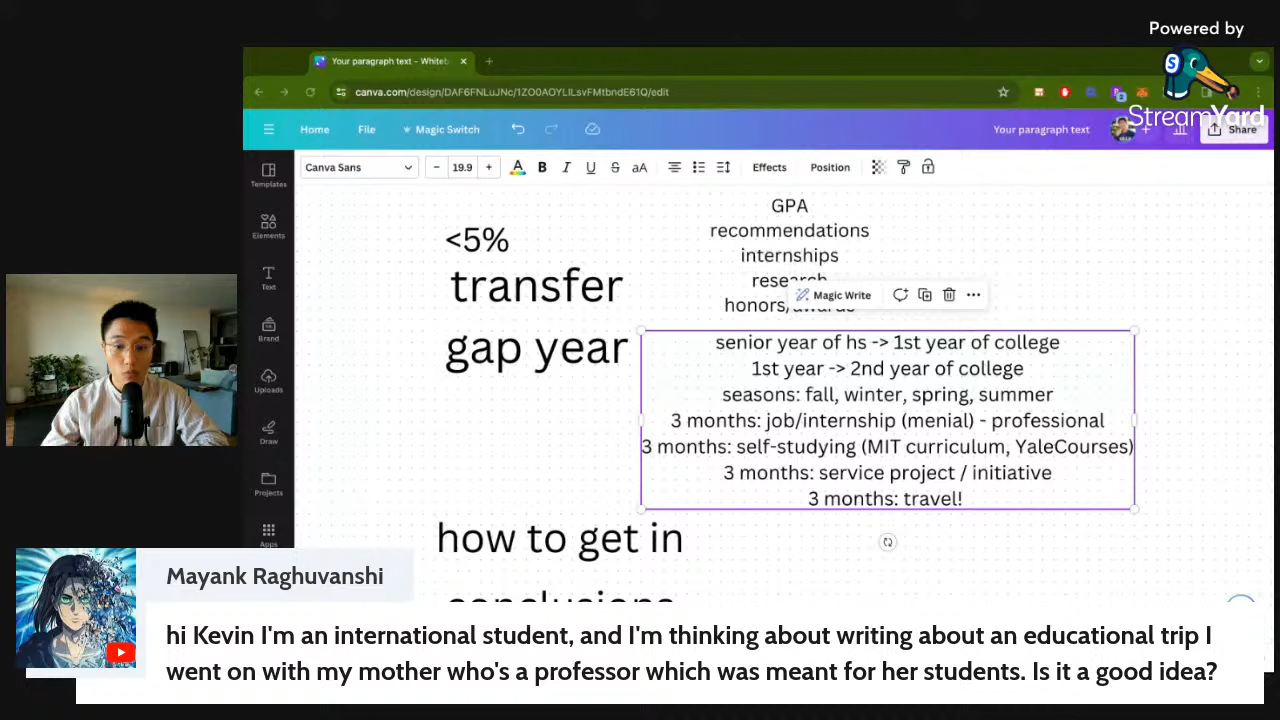 Powered by
StreamYard
Your paragraph text - Whiteb
canva.com/design/DAF6FNLuJNc/1ZO0AOYLILsvFMtbndE61Q/edit
Home File Magic Switch Your paragraph text Share
Canva Sans - 19.9 + A B I U S aA Effects Position
Templates
Elements
Text
Brand
Uploads
Draw
Projects
Apps
<5%
transfer
gap year
GPA
recommendations
internships
research
honors/awards
Magic Write
senior year of hs -> 1st year of college
1st year -> 2nd year of college
seasons: fall, winter, spring, summer
3 months: job/internship (menial) - professional
3 months: self-studying (MIT curriculum, YaleCourses)
3 months: service project / initiative
3 months: travel!
how to get in
conclusions
Mayank Raghuvanshi
hi Kevin I'm an international student, and I'm thinking about writing about an educational trip I
went on with my mother who's a professor which was meant for her students. Is it a good idea?